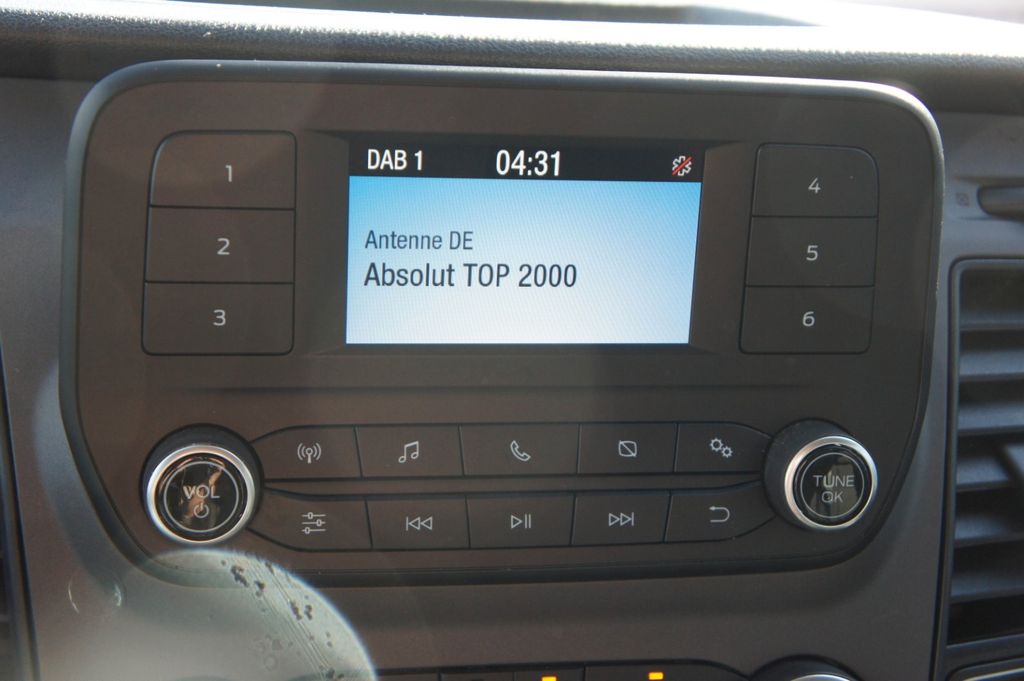 DAB 1 04:31
Antenne DE
Absolut TOP 2000
1
2
3
4
5
6
VOL
TUNE
OK